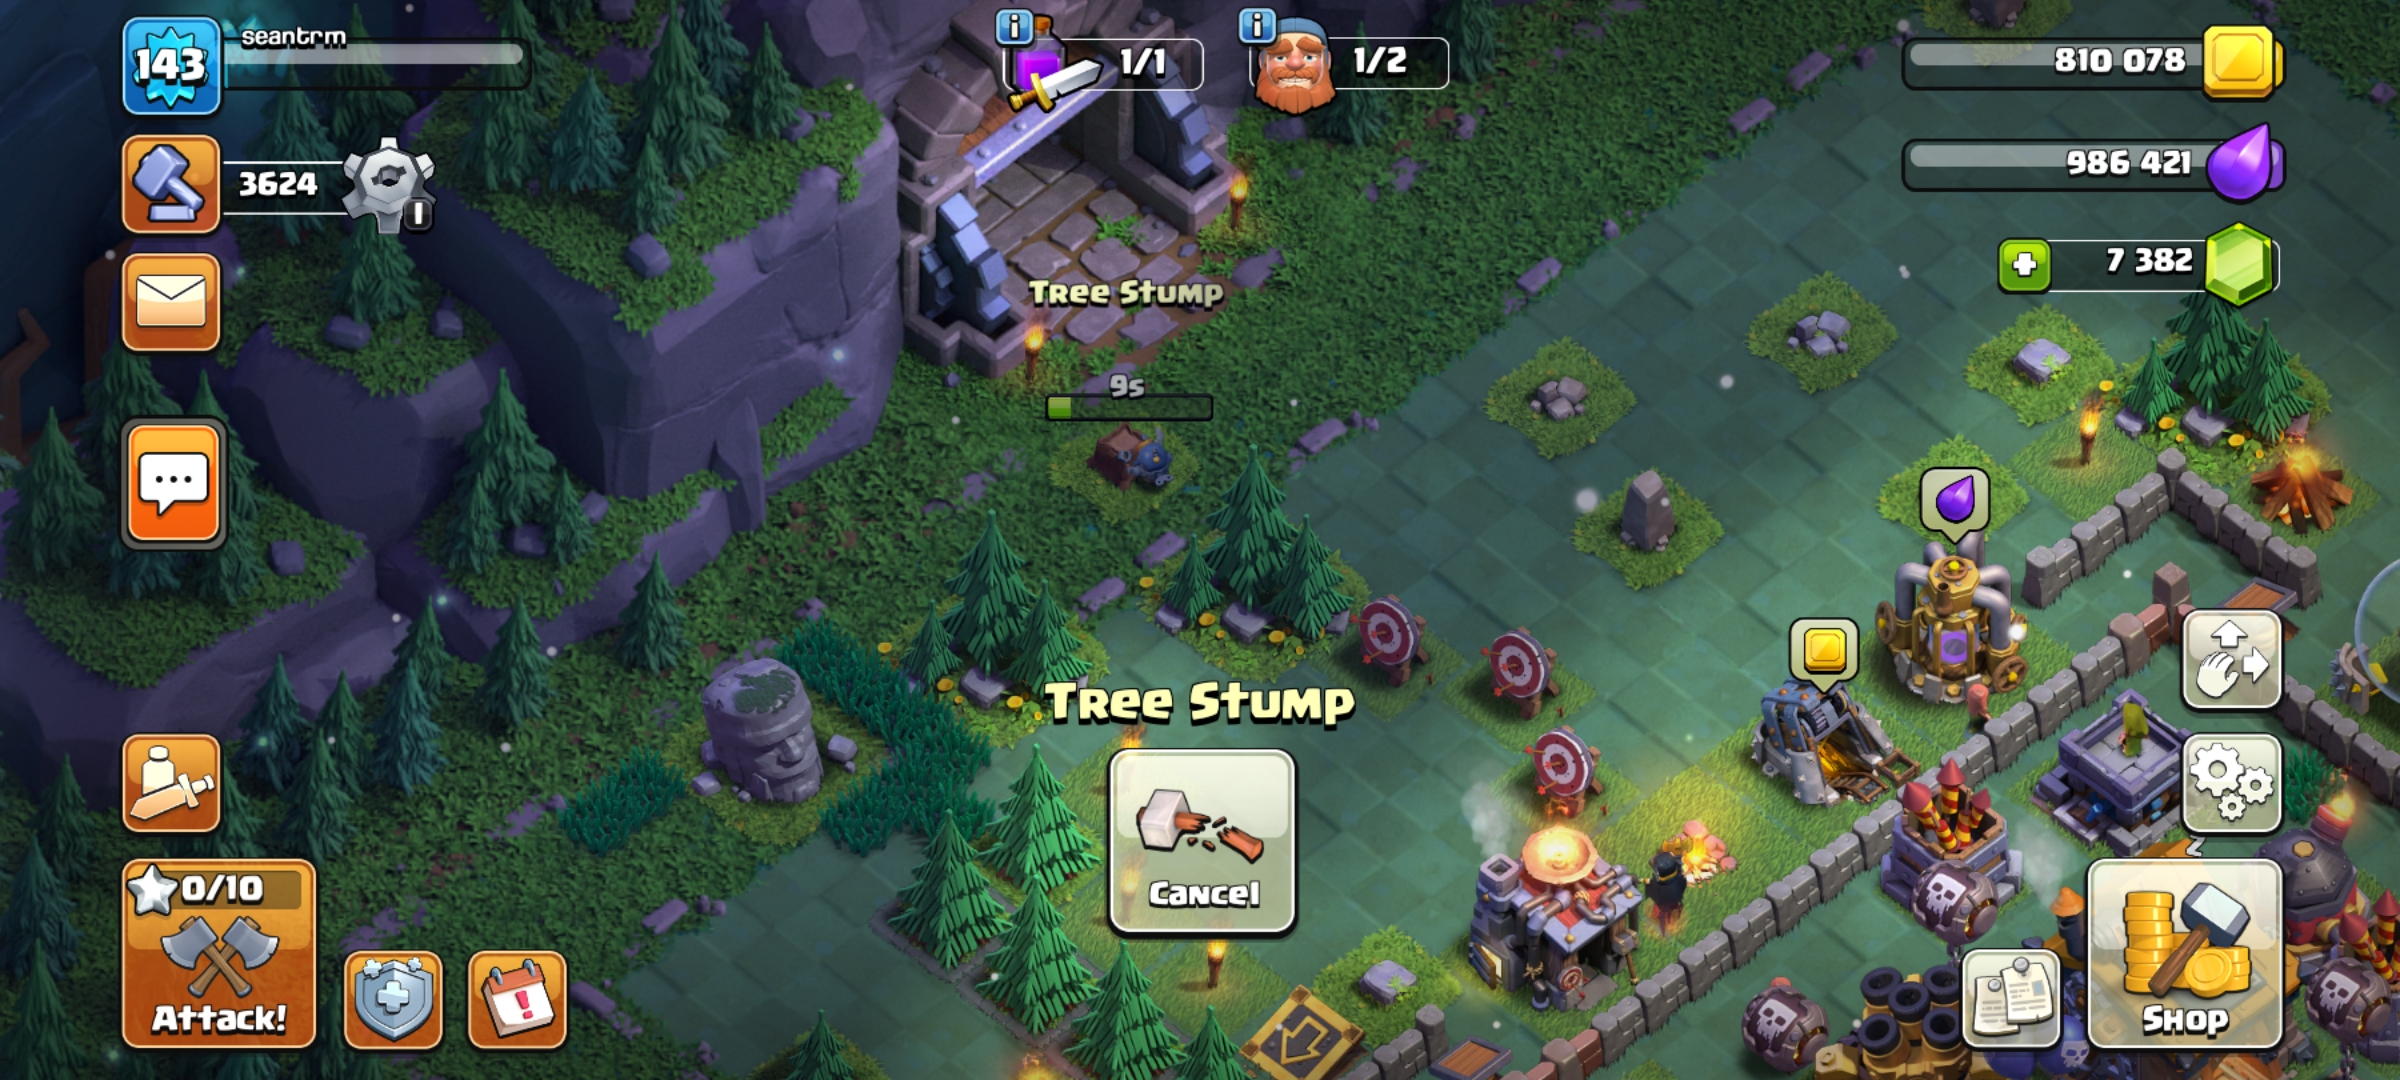 143
seantrm
1/1
1/2
810 078
3624
I
986 421
7 382
Tree Stump
9s
Tree Stump
Cancel
0/10
Attack!
Shop